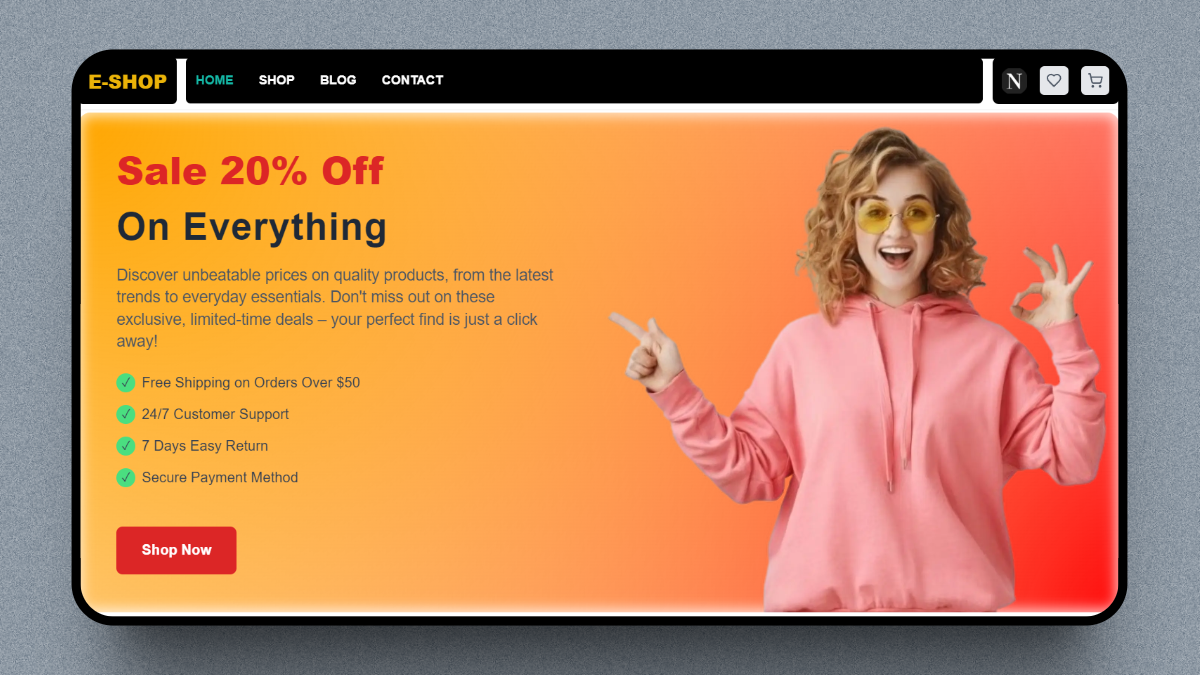 E-SHOP
HOME SHOP BLOG CONTACT
N
Sale 20% Off
On Everything
Discover unbeatable prices on quality products, from the latest
trends to everyday essentials. Don't miss out on these
exclusive, limited-time deals – your perfect find is just a click
away!
Free Shipping on Orders Over $50
24/7 Customer Support
7 Days Easy Return
Secure Payment Method
Shop Now